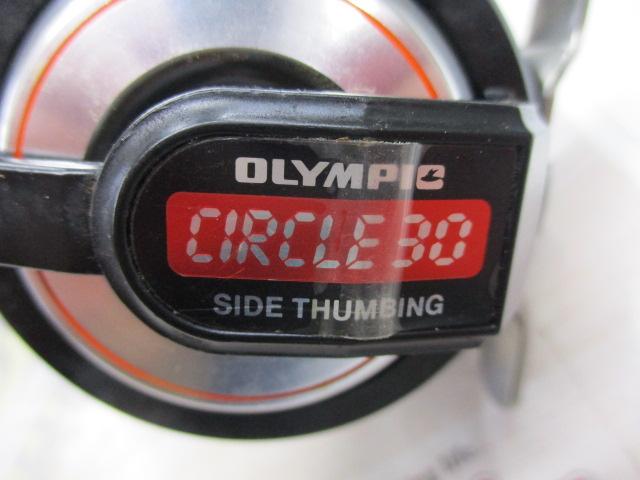 OLYMPIC
CIRCLE 30
SIDE THUMBING